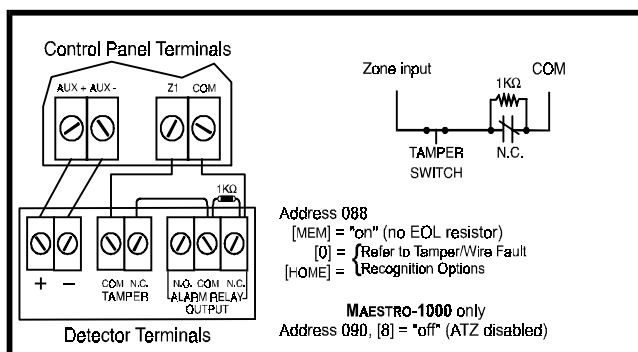 Control Panel Terminals
AUX + AUX -
Z1 COM
1KΩ
+ -
COM N.C.
TAMPER
N.O. COM N.C.
ALARM RELAY
OUTPUT
Detector Terminals
Zone input
COM
1KΩ
TAMPER
SWITCH
N.C.
Address 088
[MEM] = "on" (no EOL resistor)
[0] = { Refer to Tamper/Wire Fault
[HOME] = Recognition Options
MAESTRO-1000 only
Address 090, [8] = "off" (ATZ disabled)